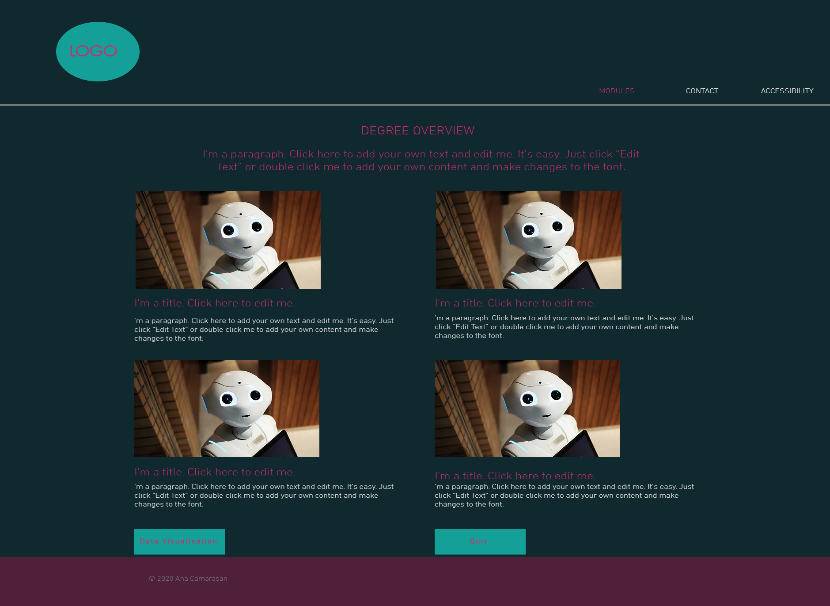 LOGO
MODULES CONTACT ACCESSIBILITY
DEGREE OVERVIEW
I'm a paragraph. Click here to add your own text and edit me. It's easy. Just click "Edit
Text" or double click me to add your own content and make changes to the font.
I'm a title. Click here to edit me.
'm a paragraph. Click here to add your own text and edit me. It's easy. Just
click "Edit Text" or double click me to add your own content and make
changes to the font.
I'm a title. Click here to edit me.
'm a paragraph. Click here to add your own text and edit me. It's easy. Just
click "Edit Text" or double click me to add your own content and make
changes to the font.
I'm a title. Click here to edit me.
'm a paragraph. Click here to add your own text and edit me. It's easy. Just
click "Edit Text" or double click me to add your own content and make
changes to the font.
I'm a title. Click here to edit me.
'm a paragraph. Click here to add your own text and edit me. It's easy. Just
click "Edit Text" or double click me to add your own content and make
changes to the font.
Data Visualisation
© 2020 Ana Camarasan